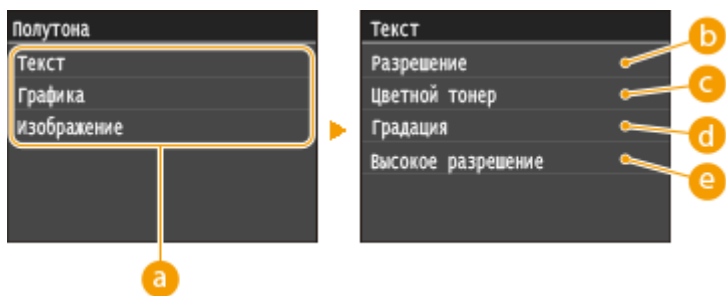 Полутона
Текст
Графика
Изображение
a
Текст
Разрешение
Цветной тонер
Градация
Высокое разрешение
b
c
d
e